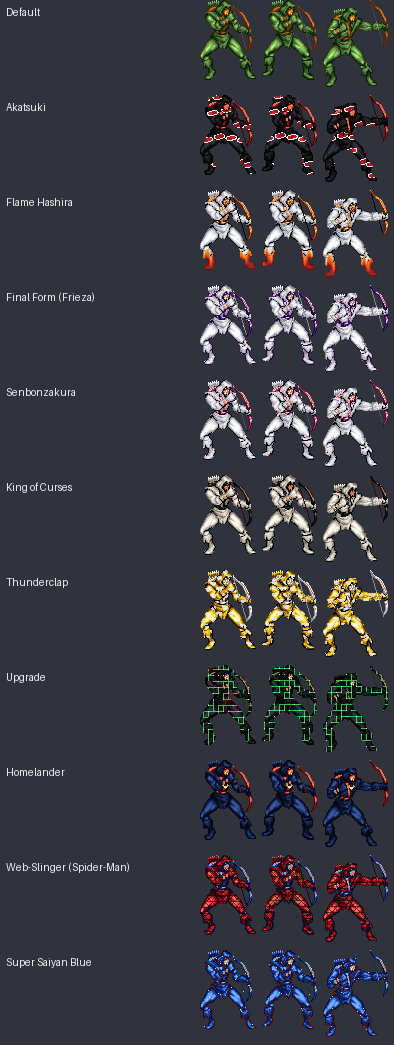 Default
Akatsuki
Flame Hashira
Final Form (Frieza)
Senbonzakura
King of Curses
Thunderclap
Upgrade
Homelander
Web-Slinger (Spider-Man)
Super Saiyan Blue